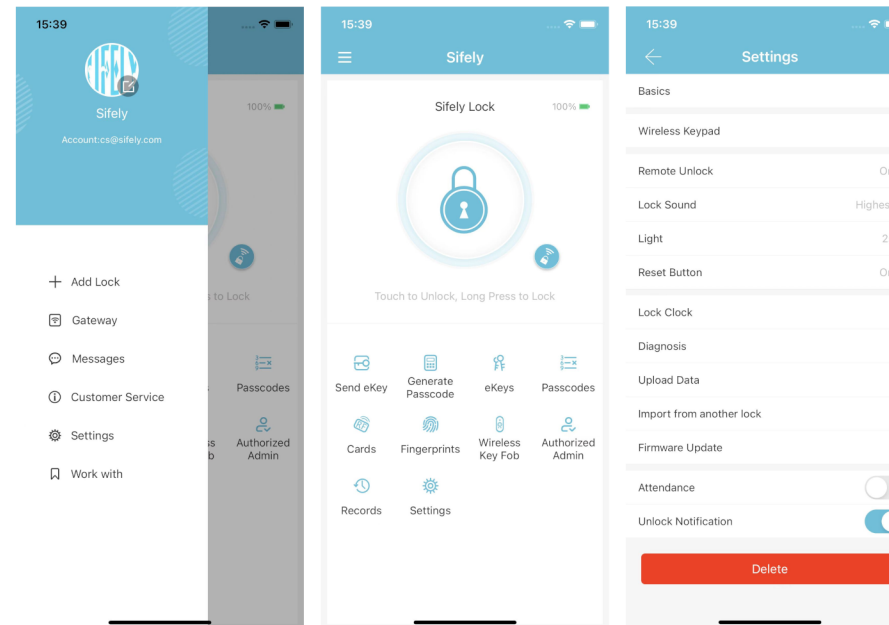 15:39
SIFELY
Sifely
Account:cs@sifely.com
100%
to Lock
Passcodes
Authorized
Admin
Add Lock
Gateway
Messages
Customer Service
Settings
Work with
15:39
Sifely
Sifely Lock
100%
Touch to Unlock, Long Press to Lock
Send eKey
Generate
Passcode
eKeys
Passcodes
Cards
Fingerprints
Wireless
Key Fob
Authorized
Admin
Records
Settings
15:39
Settings
Basics
Wireless Keypad
Remote Unlock
Lock Sound
Highes
Light
2
Reset Button
Lock Clock
Diagnosis
Upload Data
Import from another lock
Firmware Update
Attendance
Unlock Notification
Delete